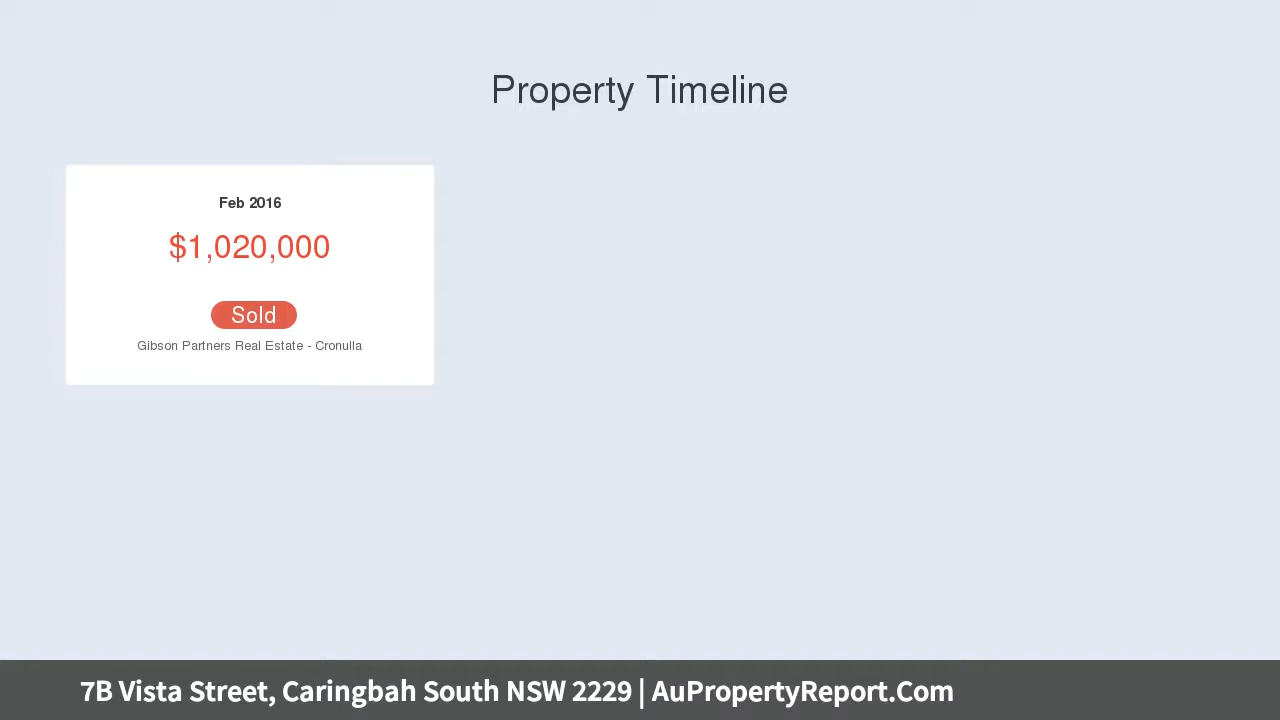 Property Timeline
Feb 2016
$1,020,000
Sold
Gibson Partners Real Estate - Cronulla
7B Vista Street, Caringbah South NSW 2229 | AuPropertyReport.Com